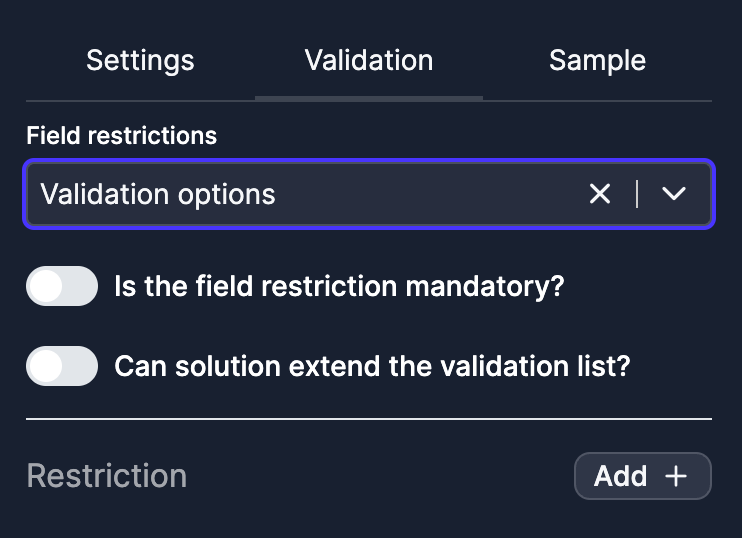 Settings Validation Sample
Field restrictions
Validation options
Is the field restriction mandatory?
Can solution extend the validation list?
Restriction Add +